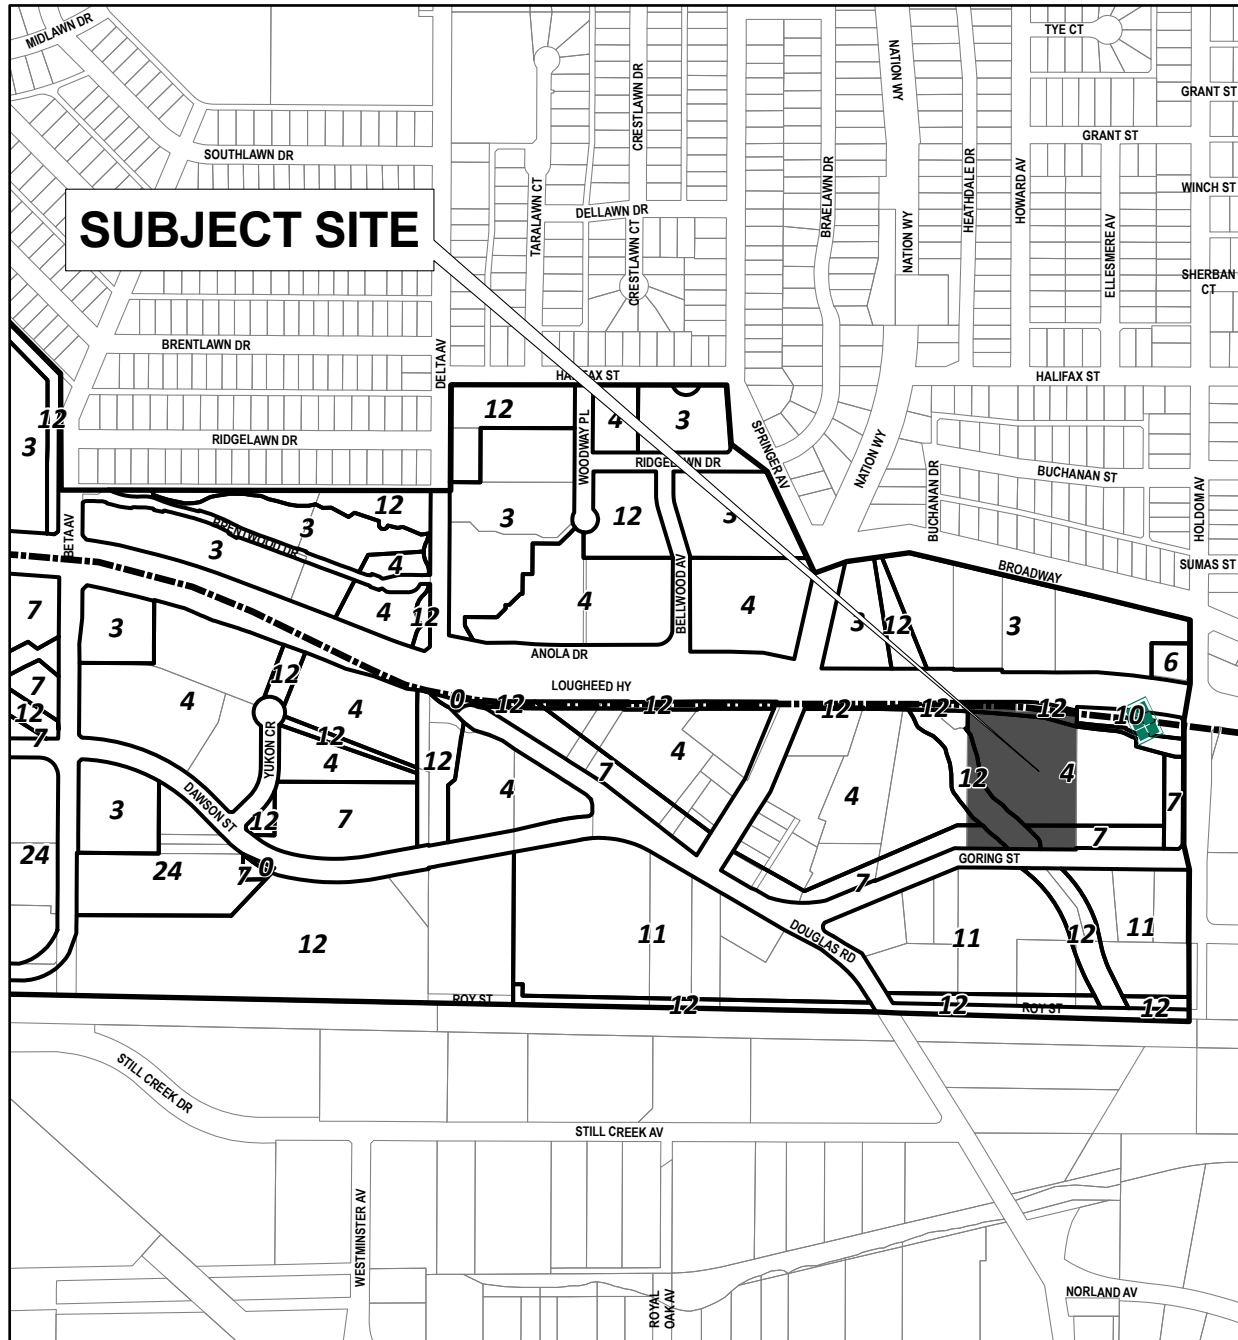 MIDLAWN DR
TYE CT
NATION WY
CRESTLAWN DR
GRANT ST
GRANT ST
SOUTHLAWN DR
HEATHDALE DR
HOWARD AV
BRAELAWN DR
WINCH ST
TARALAWN CT
DELLAWN DR
SUBJECT SITE
NATION WY
CRESTLAWN CT
ELLESMERE AV
SHERBAN
CT
BRENTLAWN DR
DELTA AV
HALIFAX ST
HALIFAX ST
12
12
4
3
3
WOODWAY PL
RIDGELAWN DR
SPRINGER AV
NATION WY
RIDGELAWN DR
BUCHANAN ST
BUCHANAN DR
HOLDOM AV
12
3
12
3
3
BETA AV
BRENTWOOD DR
3
4
BELLWOOD AV
BROADWAY
SUMAS ST
7
3
4
12
4
4
3
12
3
ANOLA DR
6
7
12
LOUGHEED HY
12
4
4
0
12
12
12
12
12
10
7
YUKON CR
12
4
12
4
7
4
12
4
3
DAWSON ST
12
7
4
4
7
7
24
24
7
0
GORING ST
7
12
11
DOUGLAS RD
11
12
11
ROY ST
12
12
ROY ST
12
STILL CREEK DR
STILL CREEK AV
WESTMINSTER AV
ROYAL
OAK AV
NORLAND AV